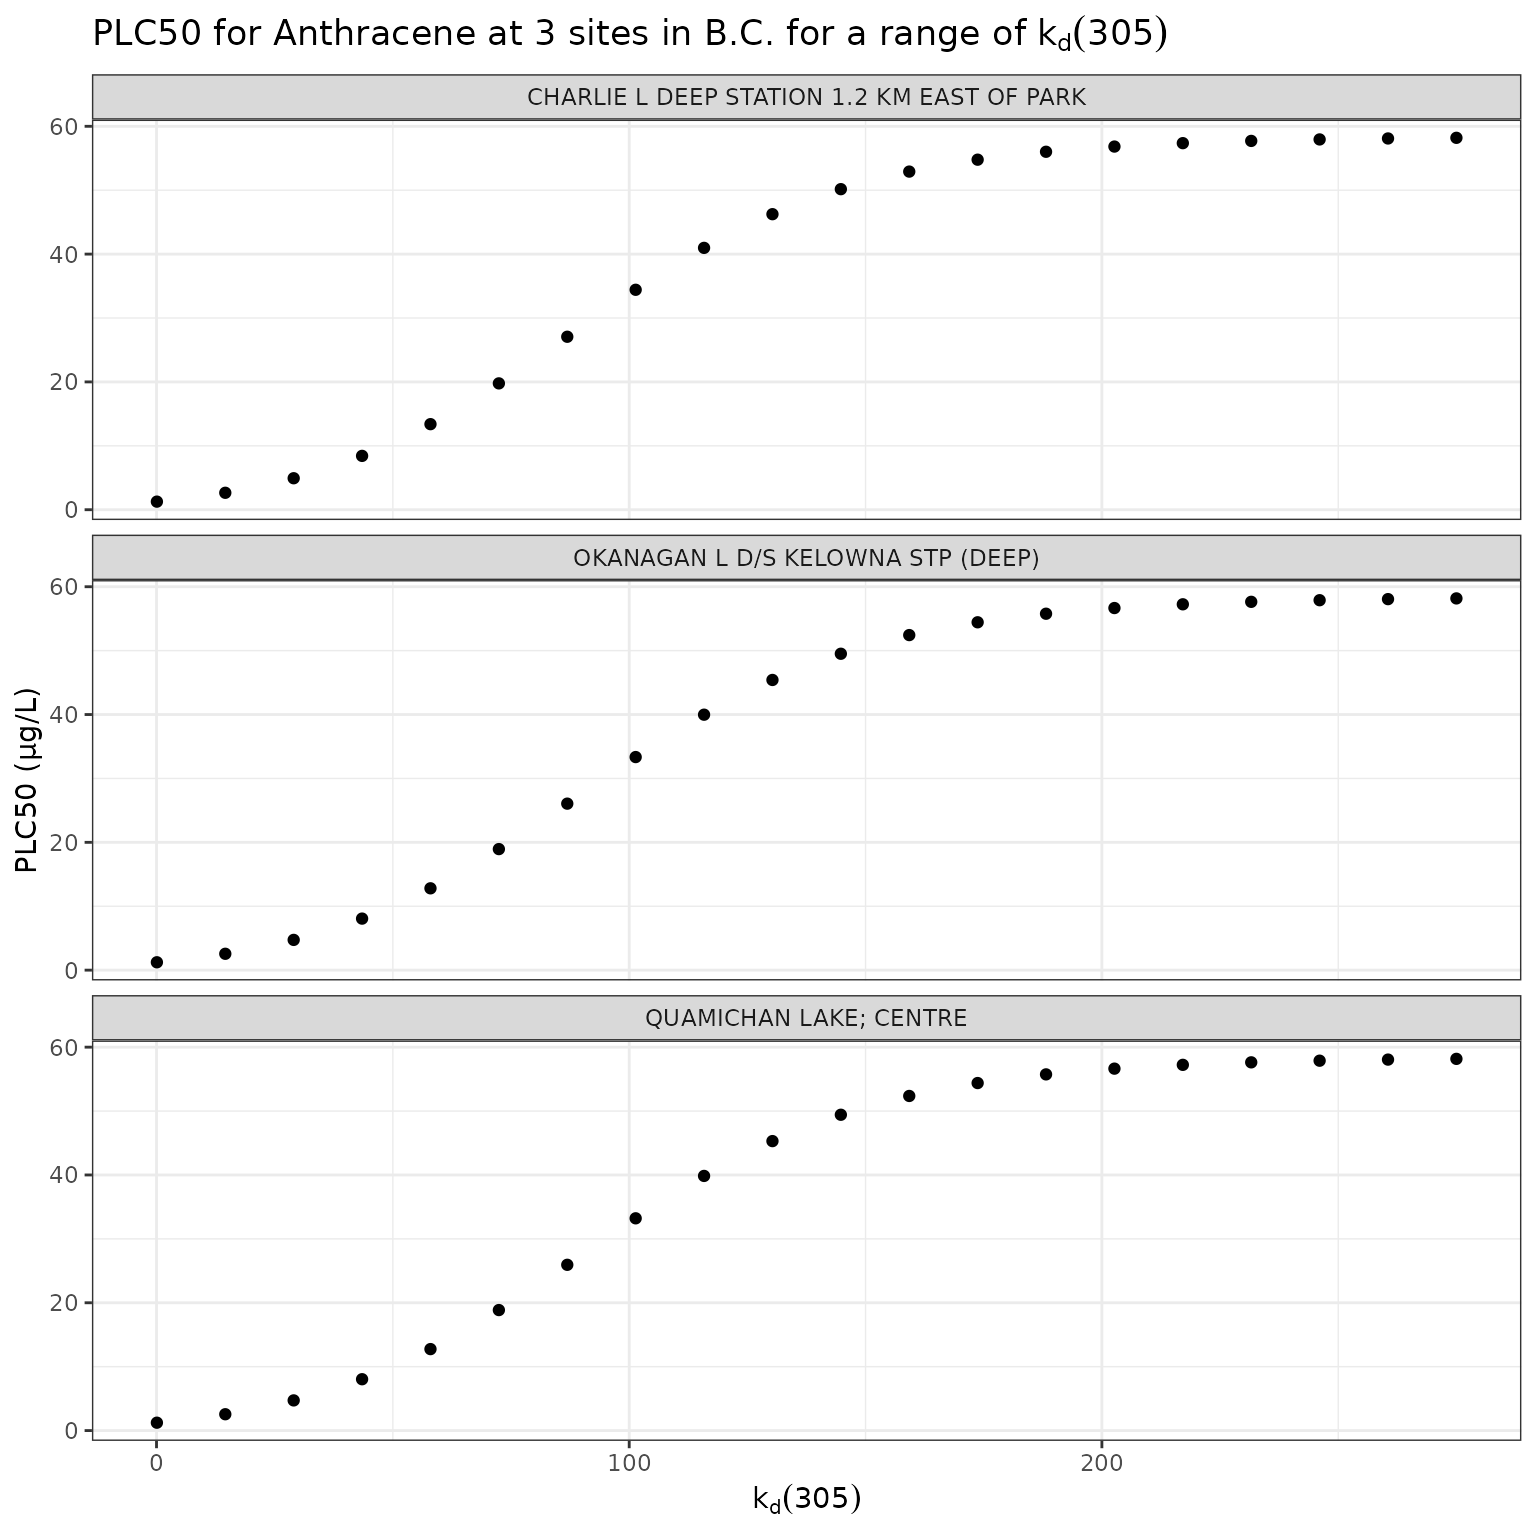 PLC50 for Anthracene at 3 sites in B.C. for a range of kd(305)
CHARLIE L DEEP STATION 1.2 KM EAST OF PARK
60
40
20
0
OKANAGAN L D/S KELOWNA STP (DEEP)
60
40
20
0
PLC50 (µg/L)
QUAMICHAN LAKE; CENTRE
60
40
20
0
0 100 200
kd(305)